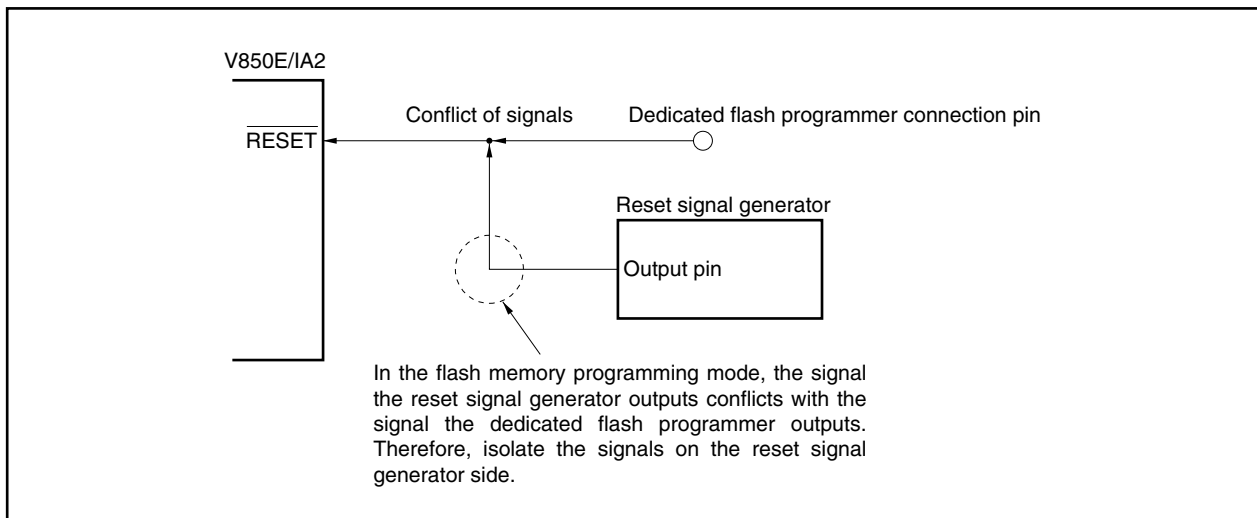 V850E/IA2
Conflict of signals
Dedicated flash programmer connection pin
RESET
Reset signal generator
Output pin
In the flash memory programming mode, the signal
the reset signal generator outputs conflicts with the
signal the dedicated flash programmer outputs.
Therefore, isolate the signals on the reset signal
generator side.